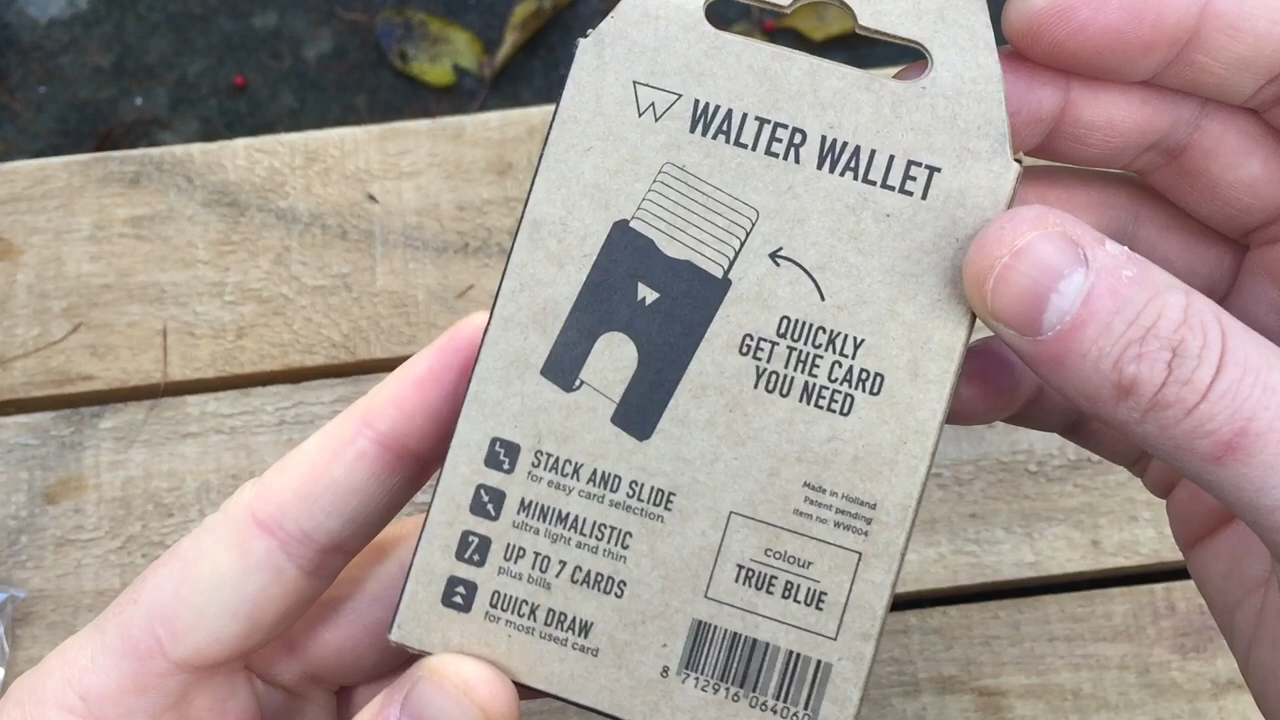 WALTER WALLET
QUICKLY
GET THE CARD
YOU NEED
STACK AND SLIDE
for easy card selection
MINIMALISTIC
ultra light and thin
7+
UP TO 7 CARDS
plus bills
QUICK DRAW
for most used card
Made in Holland
Patent pending
item no: WW004
colour
TRUE BLUE
8 712916 064060